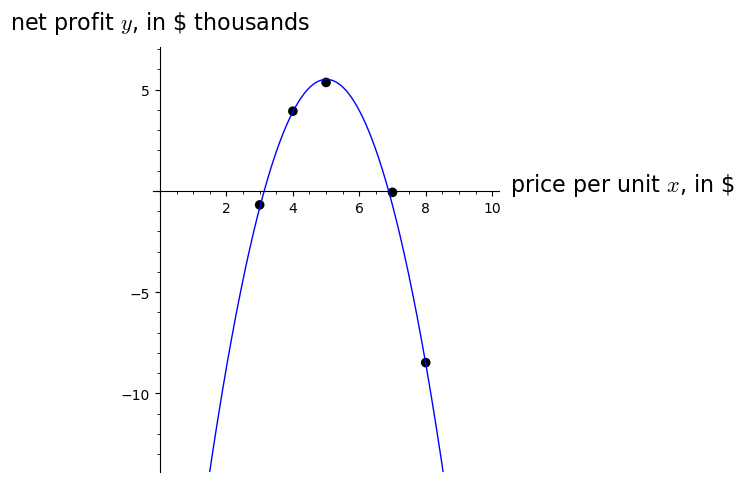 net profit y, in $ thousands
5
price per unit x, in $
2 4 6 8 10
−5
−10